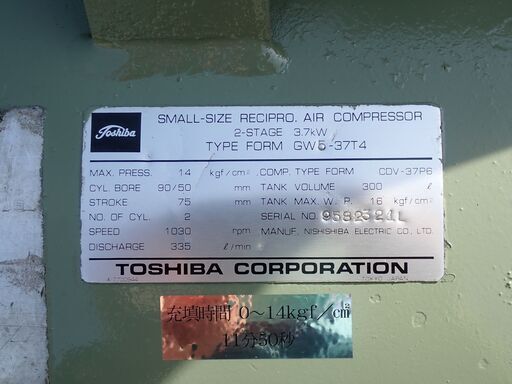 Toshiba
SMALL-SIZE RECIPRO. AIR COMPRESSOR
2-STAGE 3.7kW
TYPE FORM GW5-37T4
MAX. PRESS. 14 kgf/cm² COMP. TYPE FORM CDV-37P6
CYL. BORE 90/50 mm TANK VOLUME 300 ℓ
STROKE 75 mm TANK MAX. W. P. 16 kgf/cm²
NO. OF CYL. 2 SERIAL NO.
SPEED 1030 rpm MANUF, NISHISHIBA ELECTRIC CO., LTD.
DISCHARGE 335 ℓ/min
TOSHIBA CORPORATION
TOKYO JAPAN
充填時間 0～14kgf／㎠
11分50秒